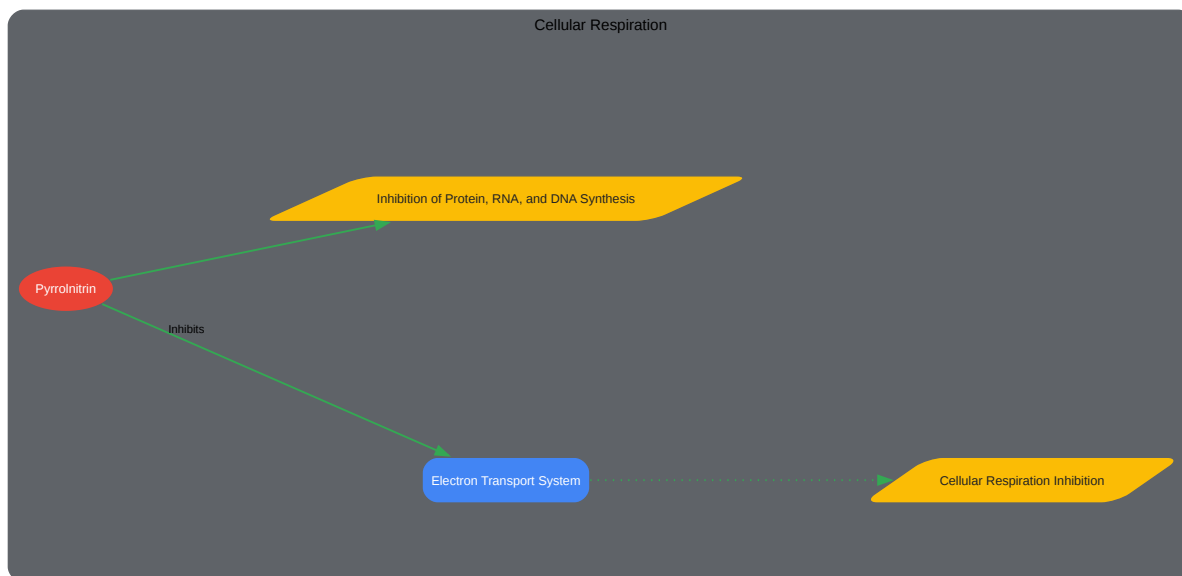 Cellular Respiration
Inhibition of Protein, RNA, and DNA Synthesis
Pyrrolnitrin
Inhibits
Electron Transport System
Cellular Respiration Inhibition